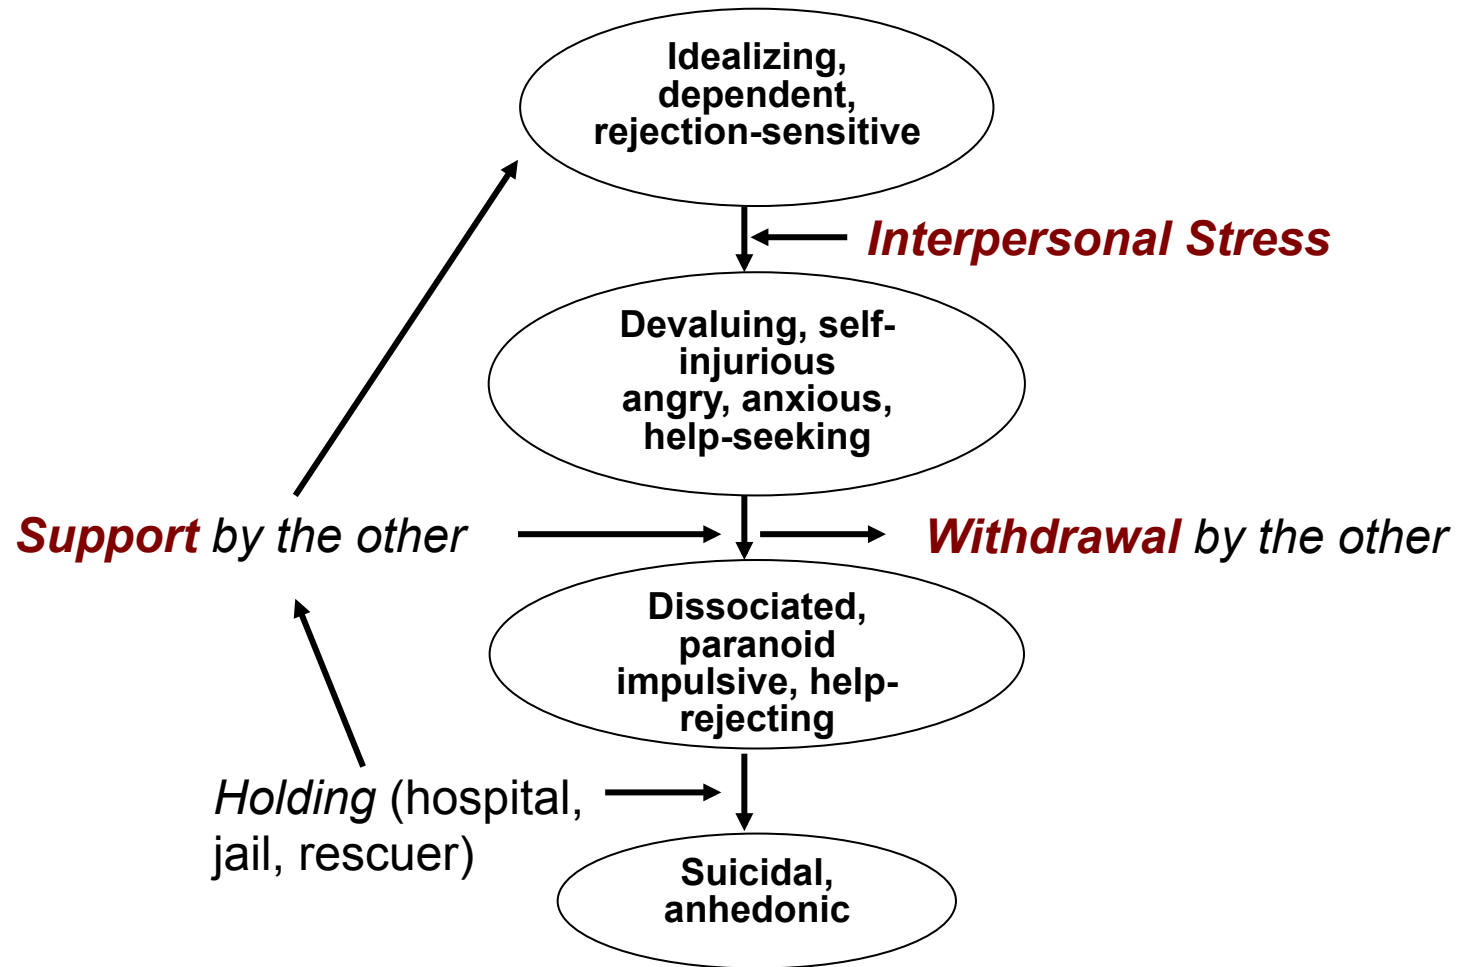 Idealizing,
dependent,
rejection-sensitive
Interpersonal Stress
Devaluing, self-
injurious
angry, anxious,
help-seeking
Support by the other
Withdrawal by the other
Dissociated,
paranoid
impulsive, help-
rejecting
Holding (hospital,
jail, rescuer)
Suicidal,
anhedonic